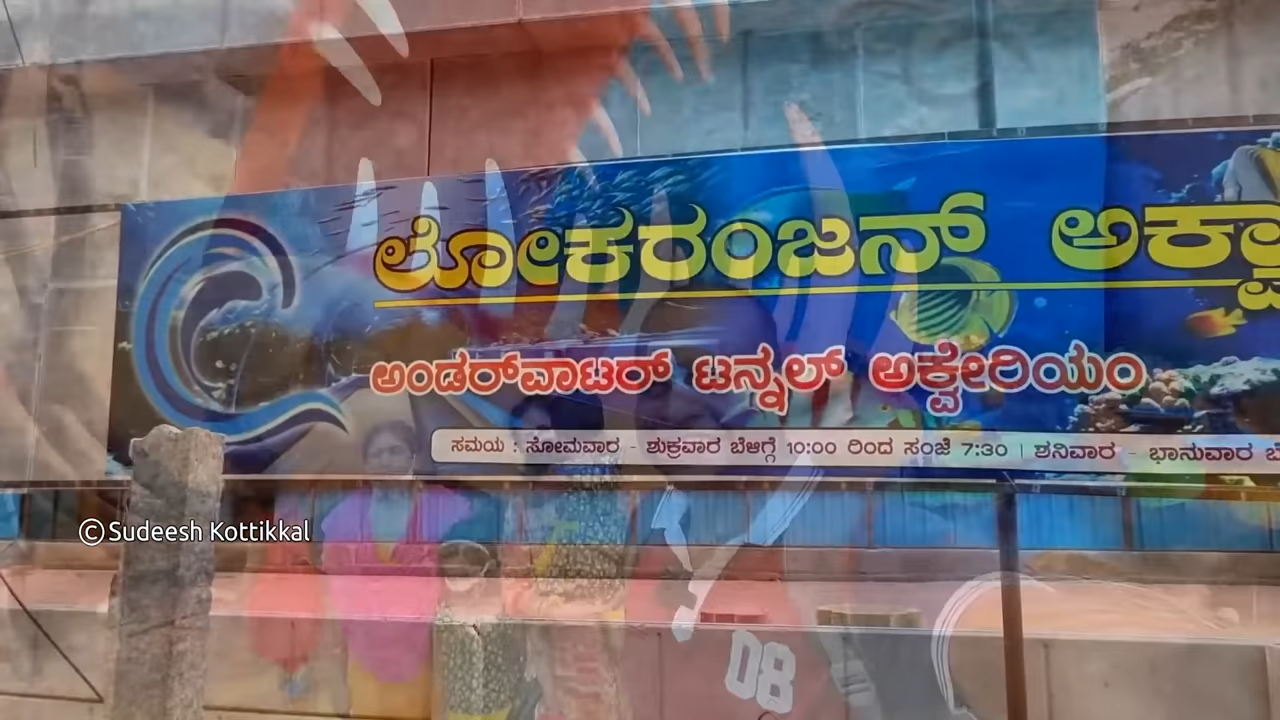 ಲೋಕರಂಜನ್ ಅಕ್ವಾ
ಅಂಡರ್‌ವಾಟರ್ ಟನ್ನಲ್ ಅಕ್ವೇರಿಯಂ
ಸಮಯ : ಸೋಮವಾರ - ಶುಕ್ರವಾರ ಬೆಳಗ್ಗೆ 10:00 ರಿಂದ ಸಂಜೆ 7:30 | ಶನಿವಾರ - ಭಾನುವಾರ
©Sudeesh Kottikkal
08